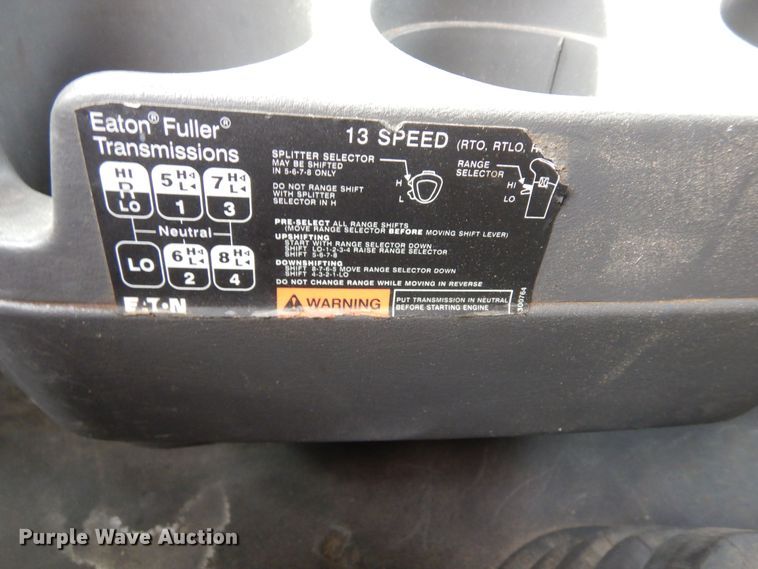 Eaton® Fuller®
Transmissions
13 SPEED (RTO, RTLO,
HI
R
LO
5 H L
1
7 H L
3
Neutral
LO
6 H L
2
8 H L
4
EATON
SPLITTER SELECTOR
MAY BE SHIFTED
IN 5-6-7-8 ONLY
DO NOT RANGE SHIFT
WITH SPLITTER
SELECTOR IN H
H
L
RANGE
SELECTOR
HI
LO
PRE-SELECT ALL RANGE SHIFTS
(MOVE RANGE SELECTOR BEFORE MOVING SHIFT LEVER)
UPSHIFTING
START WITH RANGE SELECTOR DOWN
SHIFT LO-1-2-3-4 RAISE RANGE SELECTOR
SHIFT 5-6-7-8
DOWNSHIFTING
SHIFT 8-7-6-5 MOVE RANGE SELECTOR DOWN
SHIFT 4-3-2-1-LO
DO NOT CHANGE RANGE WHILE MOVING IN REVERSE
WARNING
PUT TRANSMISSION IN NEUTRAL
BEFORE STARTING ENGINE
Purple Wave Auction